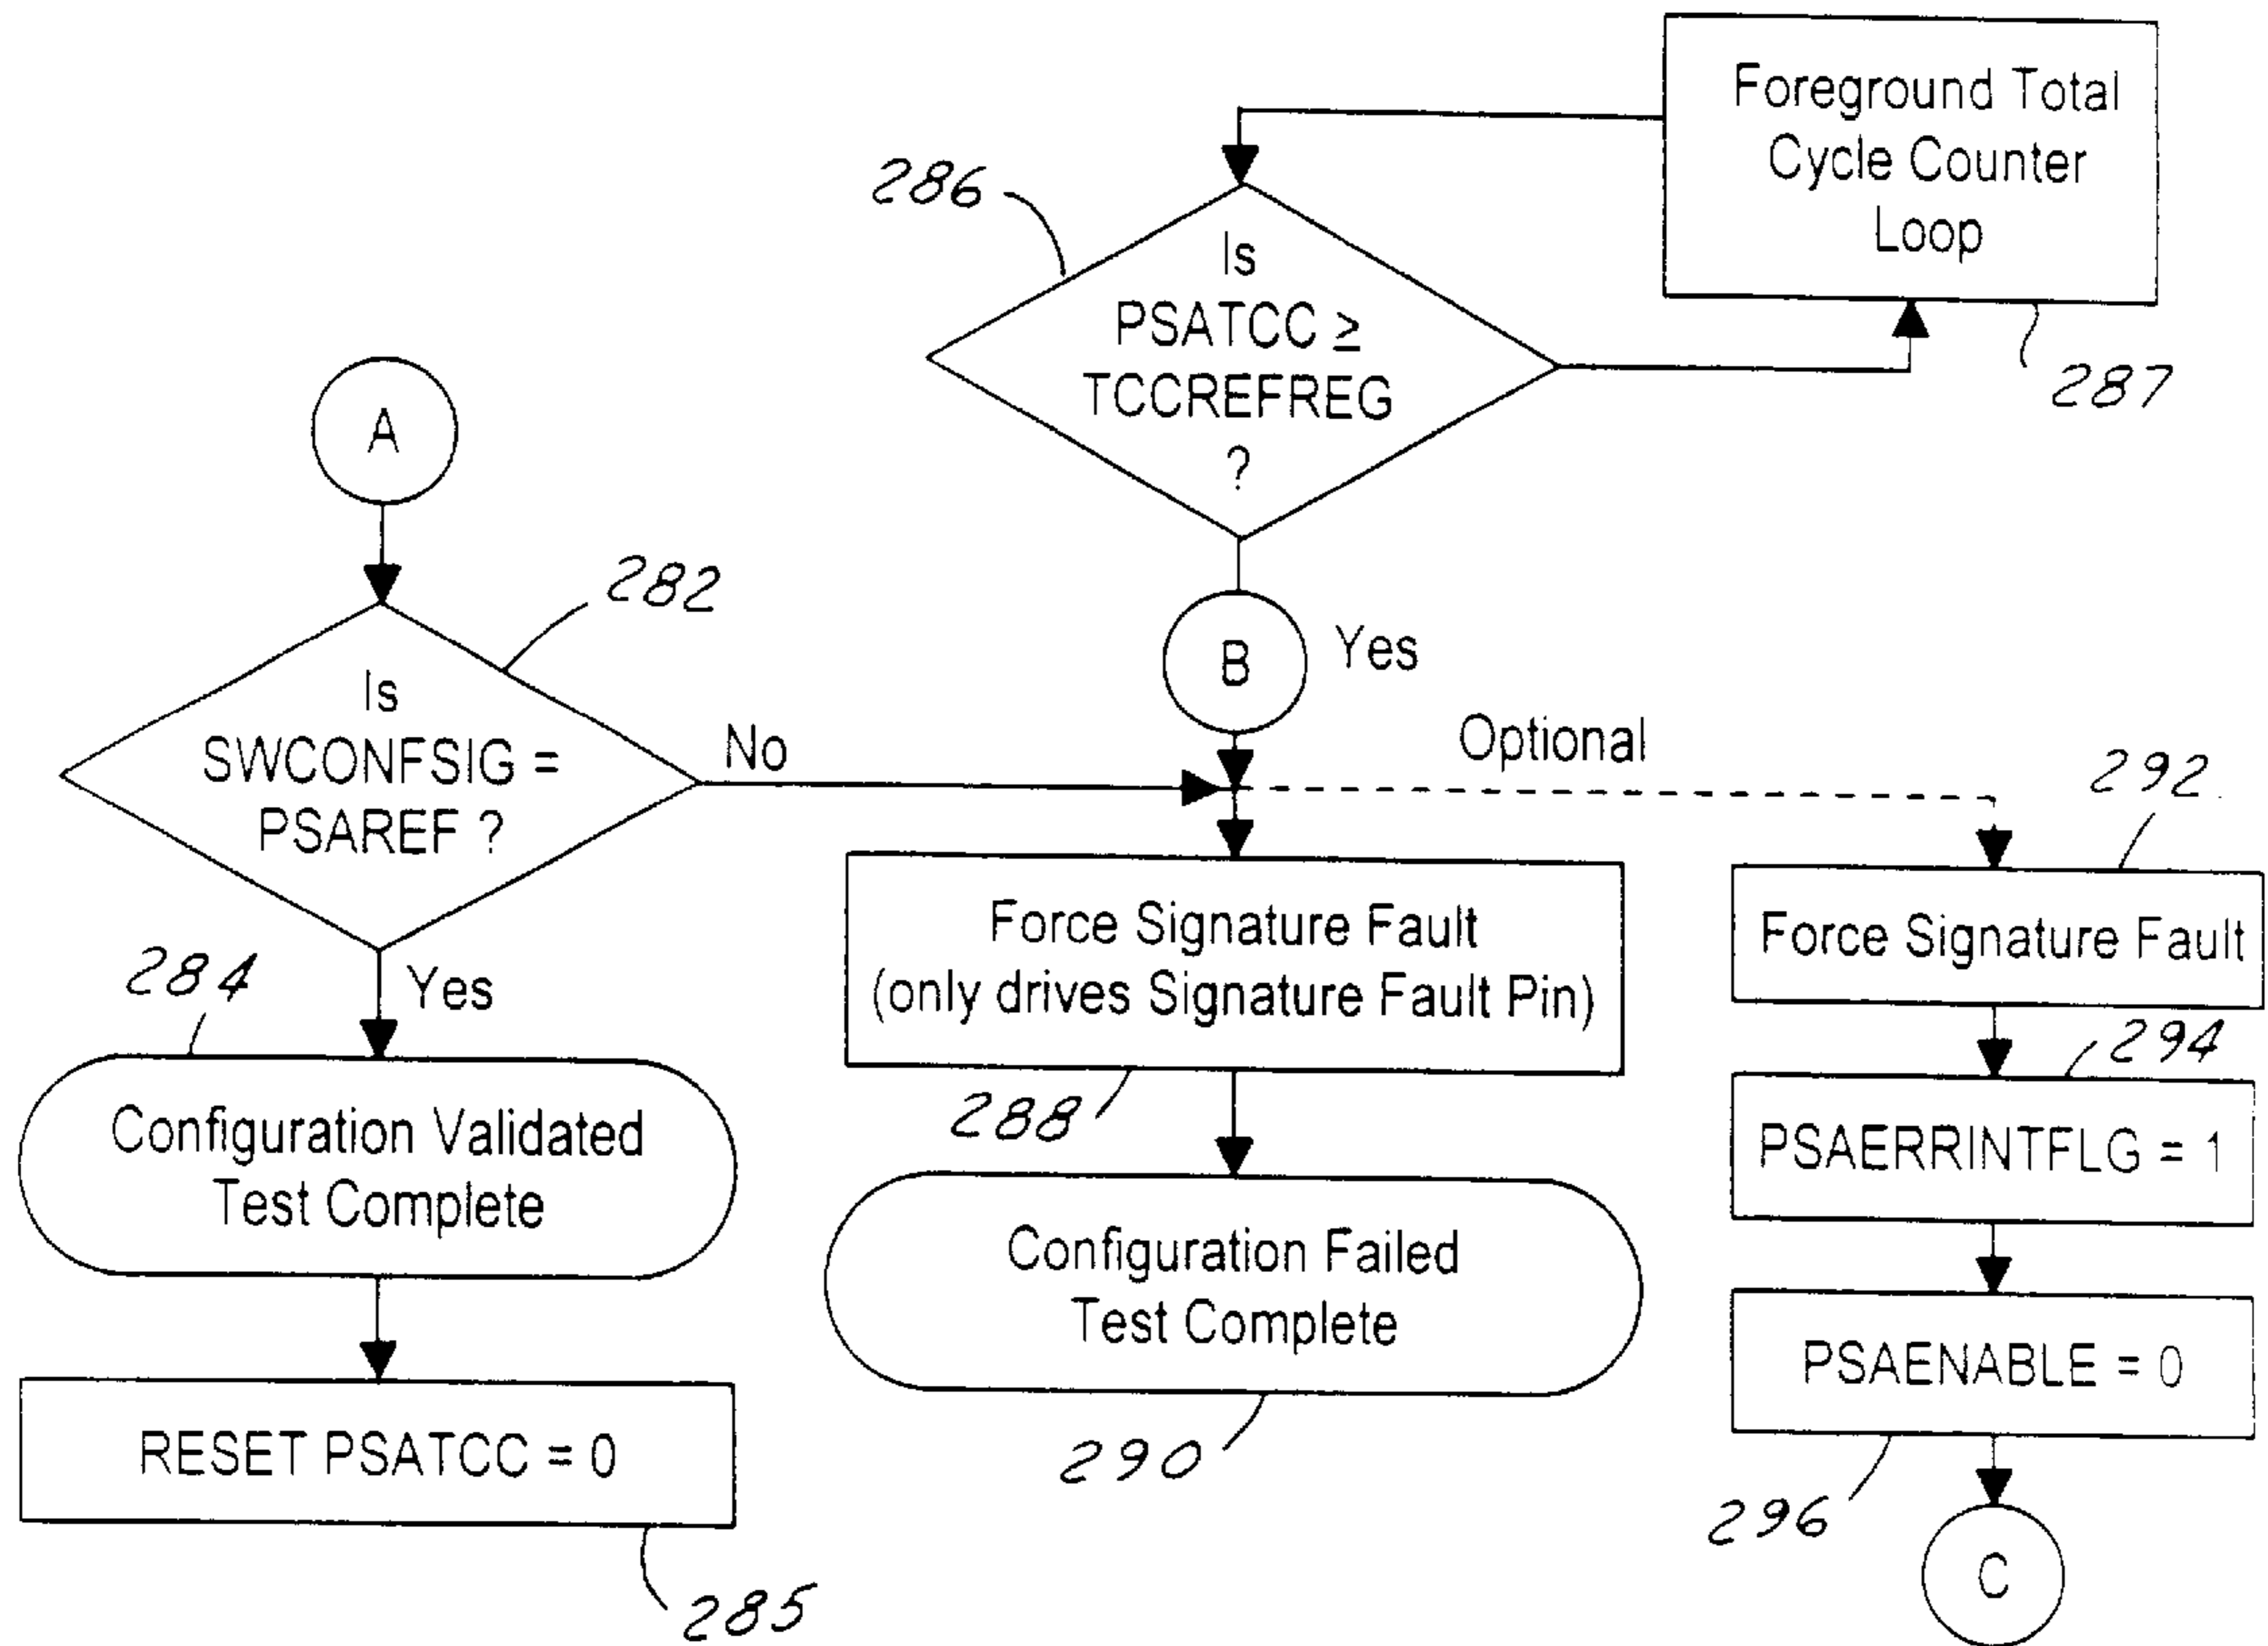 Foreground Total
Cycle Counter
Loop
287
286
Is
PSATCC ≥
TCCREFREG
?
A
282
Is
SWCONFSIG =
PSAREF ?
No
Yes
B
Yes
Optional
284
Configuration Validated
Test Complete
RESET PSATCC = 0
285
Force Signature Fault
(only drives Signature Fault Pin)
288
Configuration Failed
Test Complete
290
292
Force Signature Fault
294
PSAERRINTFLG = 1
PSAENABLE = 0
296
C